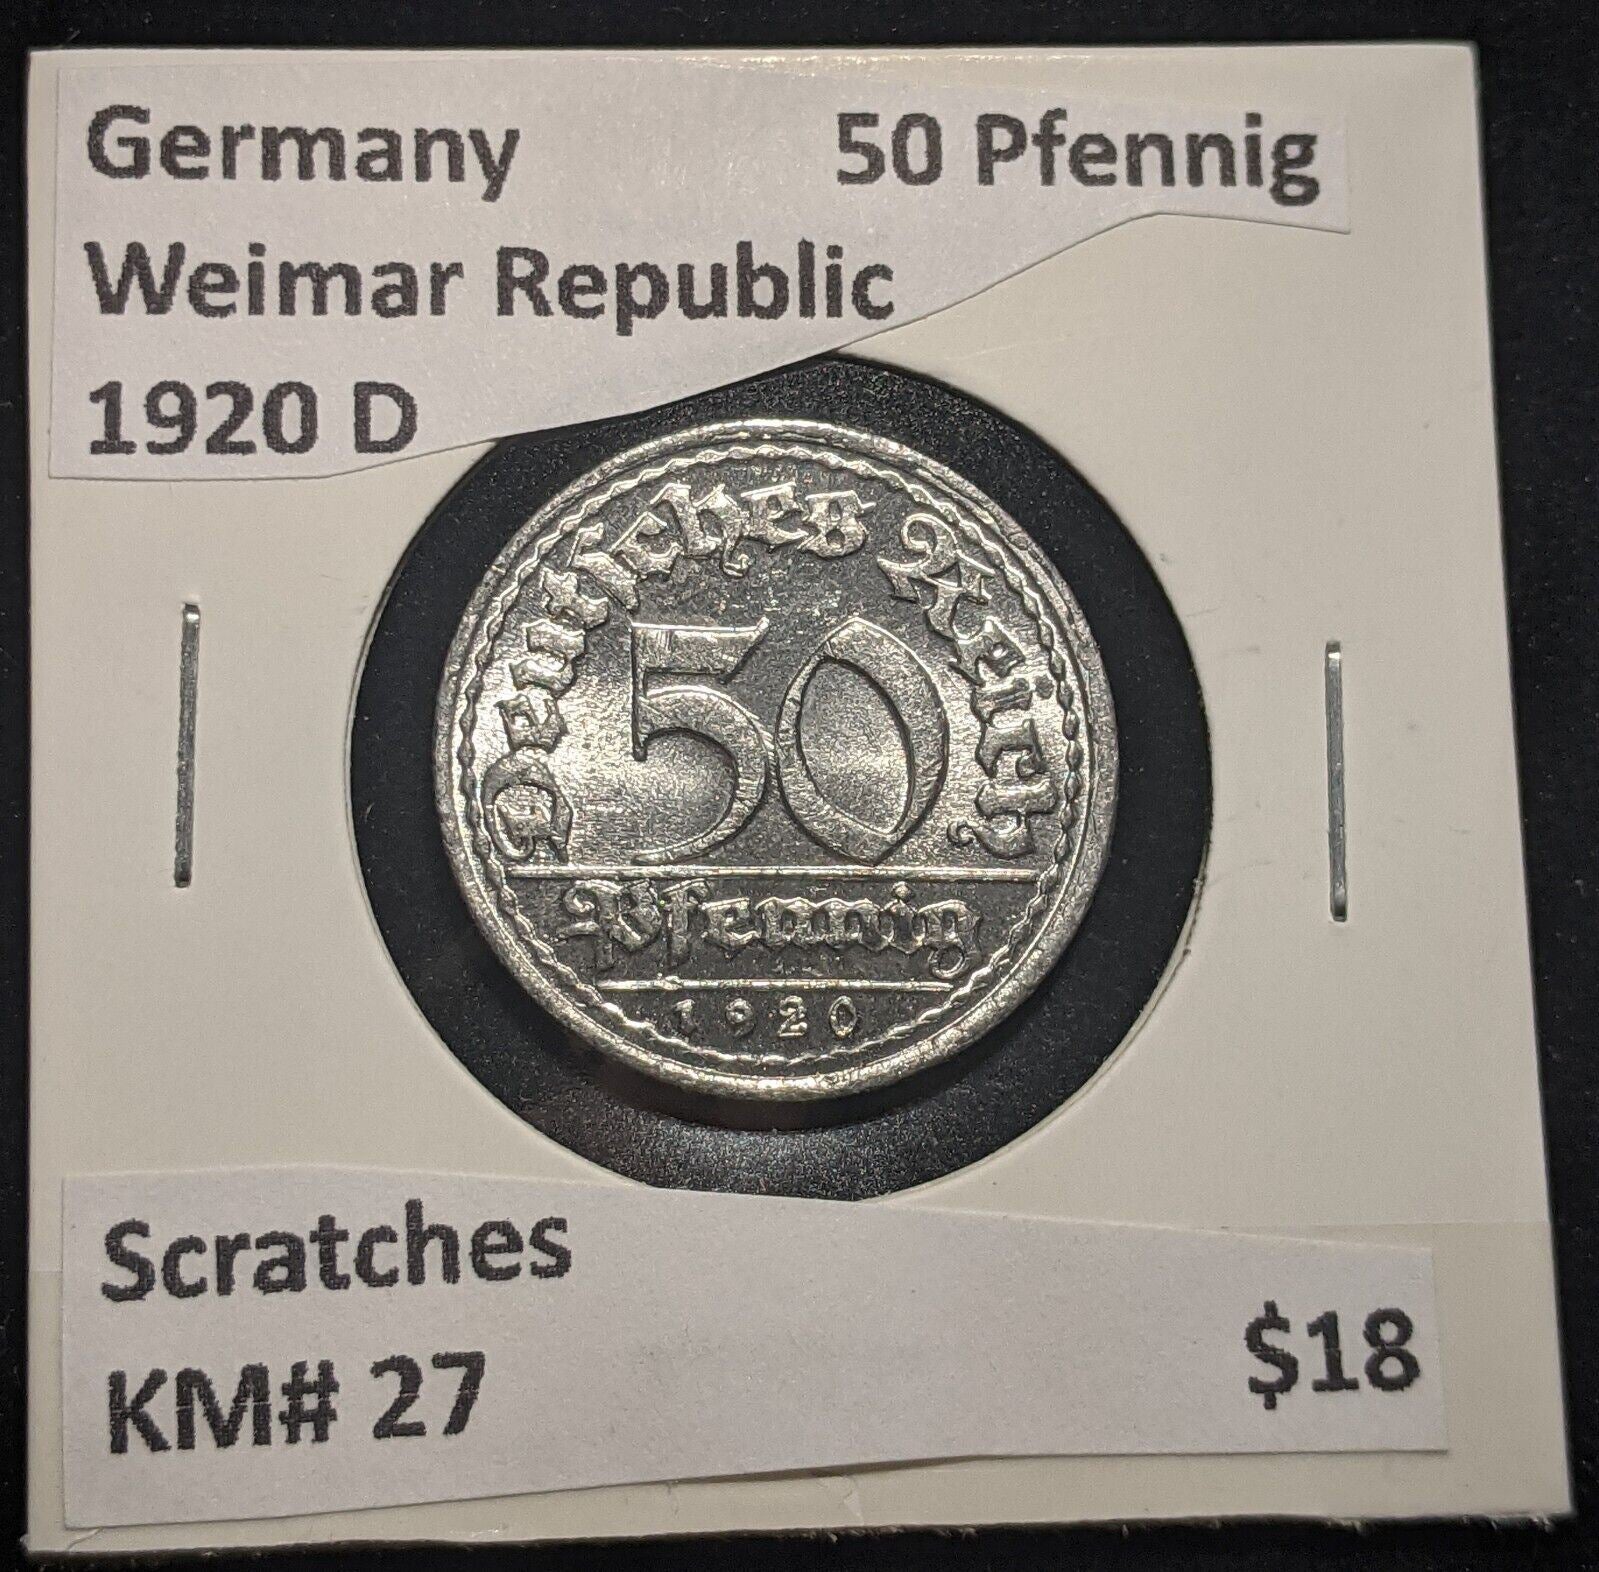 Germany 50 Pfennig
Weimar Republic
1920 D
Deutsches Reich
50
Pfennig
1920
Scratches
KM# 27
$18